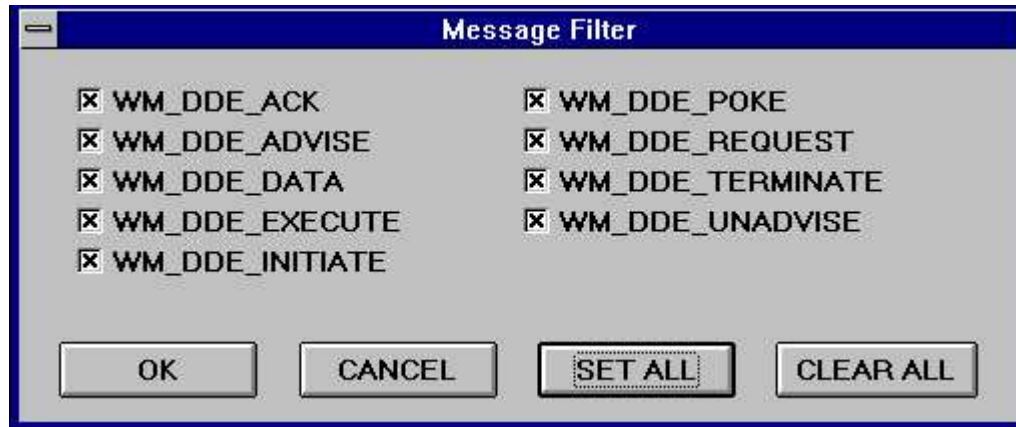 Message Filter
WM_DDE_ACK
WM_DDE_POKE
WM_DDE_ADVISE
WM_DDE_REQUEST
WM_DDE_DATA
WM_DDE_TERMINATE
WM_DDE_EXECUTE
WM_DDE_UNADVISE
WM_DDE_INITIATE
OK
CANCEL
SET ALL
CLEAR ALL